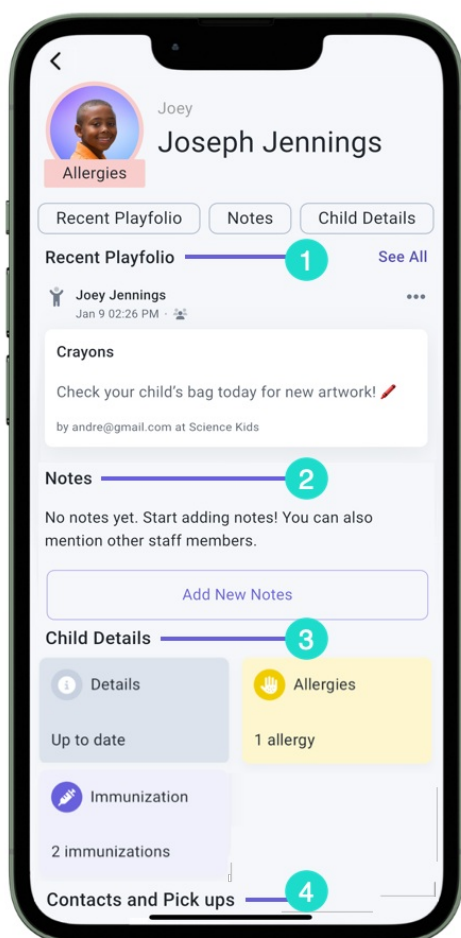 Joey
Joseph Jennings
Allergies
Recent Playfolio
Notes
Child Details
Recent Playfolio
1
See All
Joey Jennings
Jan 9 02:26 PM ·
Crayons
Check your child's bag today for new artwork!
by andre@gmail.com at Science Kids
Notes
2
No notes yet. Start adding notes! You can also
mention other staff members.
Add New Notes
Child Details
3
Details
Allergies
Up to date
1 allergy
Immunization
2 immunizations
Contacts and Pick ups
4